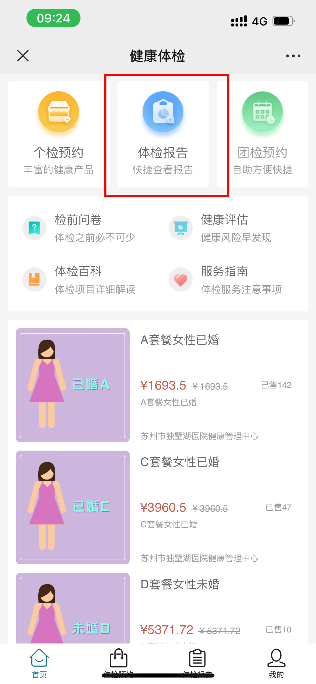 09:24
4G
健康体检
个检预约
丰富的健康产品
体检报告
快捷查看报告
团检预约
自助方便快捷
检前问卷
体检之前必不可少
健康评估
健康风险早发现
体检百科
体检项目详细解读
服务指南
体检服务注意事项
已婚A
A套餐女性已婚
¥1693.5 ¥1693.5 已售142
A套餐女性已婚
苏州市独墅湖医院健康管理中心
已婚C
C套餐女性已婚
¥3960.5 ¥3960.5 已售47
C套餐女性已婚
苏州市独墅湖医院健康管理中心
未婚D
D套餐女性未婚
¥5371.72 ¥5371.72 已售10
首页
体检预约
体检报告
我的